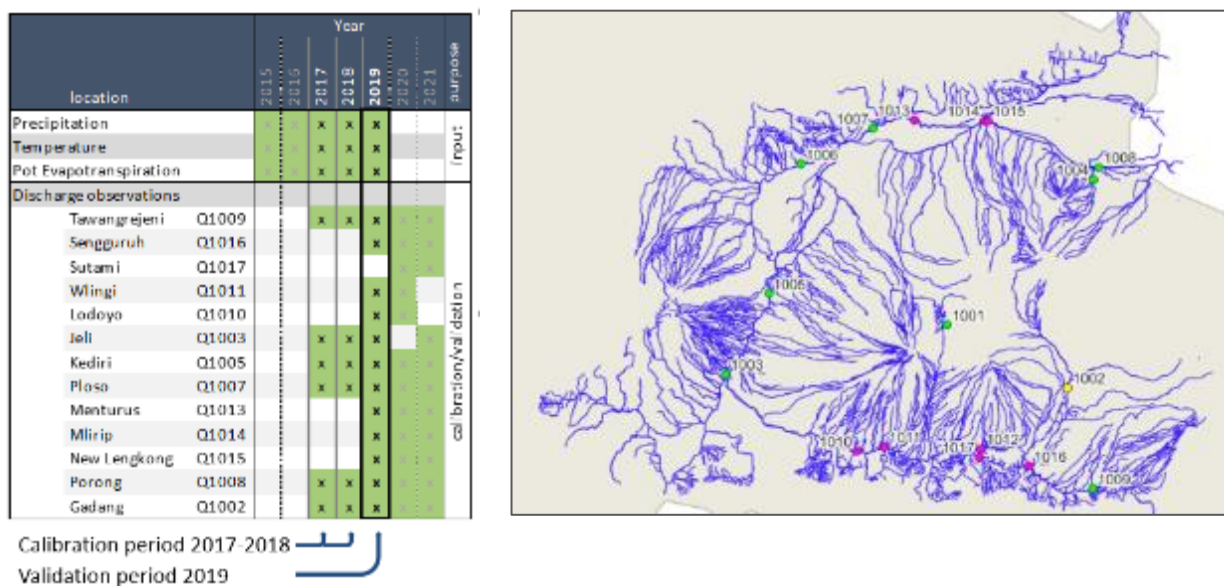 Year
location 2015 2016 2017 2018 2019 2020 2021 purpose
Precipitation x x x x x
Temperature x x x x x
Pot Evapotranspiration x x x x x
Input
Discharge observations
Tawangrejeni Q1009 x x x x x
Sengguruh Q1016 x x x
Sutami Q1017 x x
Wlingi Q1011 x x
Lodoyo Q1010 x x
Jeli Q1003 x x x x
Kediri Q1005 x x x x x
Ploso Q1007 x x x x x
Menturus Q1013 x x x
Mlirip Q1014 x x x
New Lengkong Q1015 x x x
Porong Q1008 x x x x x
Gadang Q1002 x x x x x
calibration/validation
Calibration period 2017-2018
Validation period 2019
1007
1013
1014
1015
1006
1008
1004
1005
1001
1003
1002
1010
1011
1012
1017
1016
1009